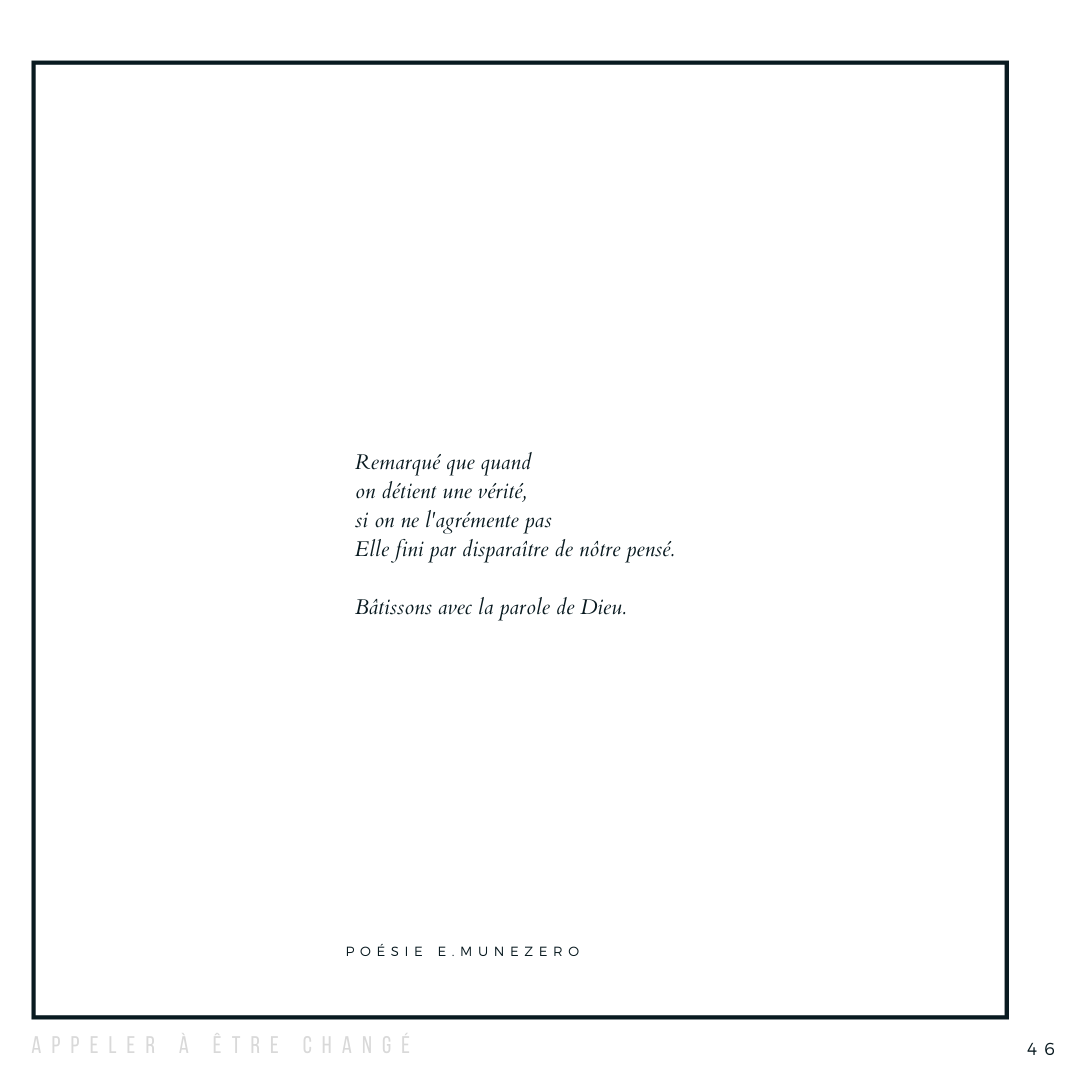 Remarqué que quand
on détient une vérité,
si on ne l'agrémente pas
Elle fini par disparaître de nôtre pensé.
Bâtissons avec la parole de Dieu.
POÉSIE E.MUNEZERO
APPELER À ÊTRE CHANGÉ
46